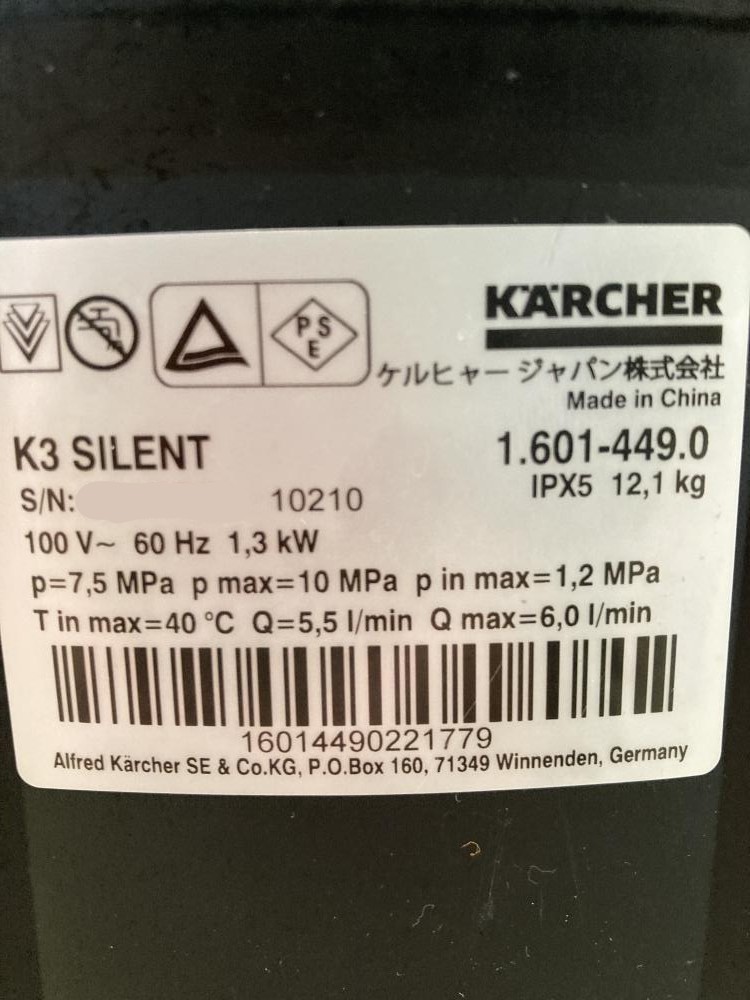 P S
E
KÄRCHER
ケルヒャー ジャパン株式会社
Made in China
K3 SILENT
1.601-449.0
S/N: 10210
IPX5 12,1 kg
100 V~ 60 Hz 1,3 kW
p=7,5 MPa p max=10 MPa p in max=1,2 MPa
T in max=40 °C Q=5,5 l/min Q max=6,0 l/min
16014490221779
Alfred Kärcher SE & Co.KG, P.O.Box 160, 71349 Winnenden, Germany